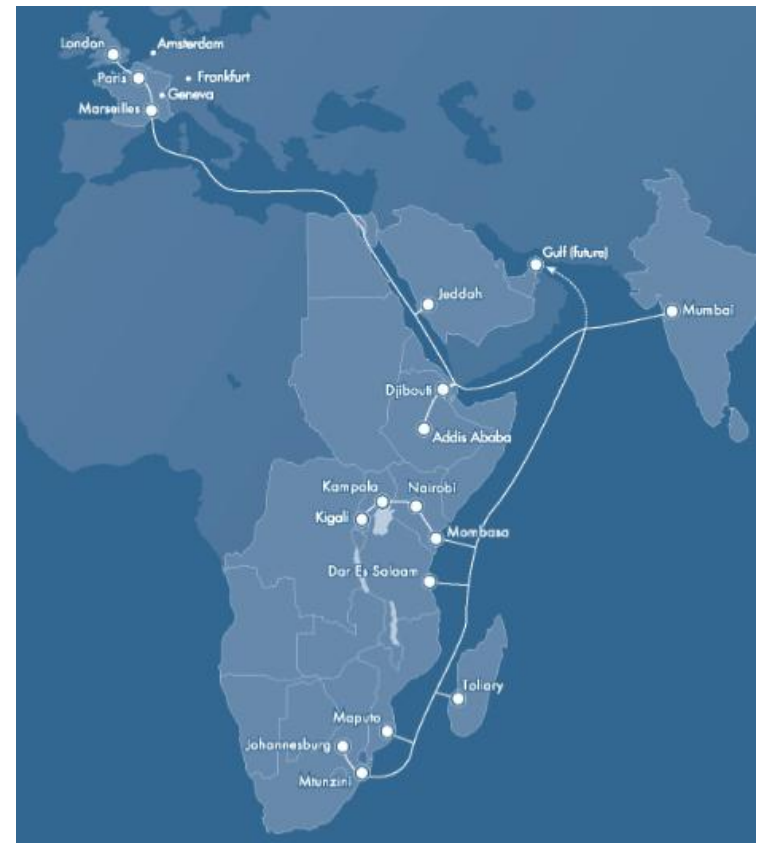 London
Amsterdam
Paris
Frankfurt
Geneva
Marseilles
Gulf (future)
Jeddah
Mumbai
Djibouti
Addis Ababa
Kampala
Nairobi
Kigali
Mombasa
Dar Es Salaam
Toliary
Maputo
Johannesburg
Mtunzini